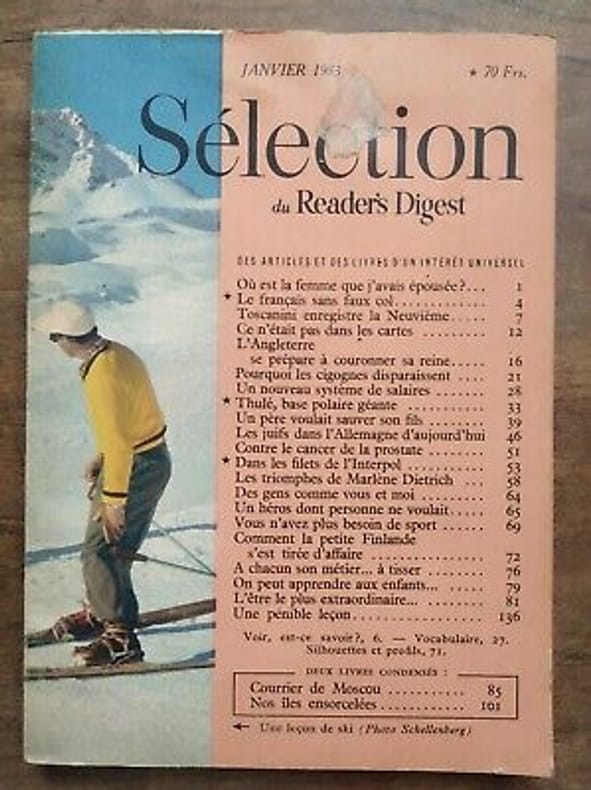 JANVIER 1953 ★ 70 Frs.
Sélection
du Reader's Digest
DES ARTICLES ET DES LIVRES D'UN INTÉRÊT UNIVERSEL
Où est la femme que j'avais épousée?... 1
★ Le français sans faux col............. 4
Toscanini enregistre la Neuvième..... 7
Ce n'était pas dans les cartes ......... 12
L'Angleterre
se prépare à couronner sa reine..... 16
Pourquoi les cigognes disparaissent .... 21
Un nouveau système de salaires ...... 28
★ Thulé, base polaire géante ........... 33
Un père voulait sauver son fils ....... 39
Les juifs dans l'Allemagne d'aujourd'hui 46
Contre le cancer de la prostate ....... 51
★ Dans les filets de l'Interpol .......... 53
Les triomphes de Marlène Dietrich ... 58
Des gens comme vous et moi ......... 64
Un héros dont personne ne voulait..... 65
Vous n'avez plus besoin de sport ...... 69
Comment la petite Finlande
s'est tirée d'affaire ................ 72
A chacun son métier... à tisser ........ 76
On peut apprendre aux enfants... ..... 79
L'être le plus extraordinaire... ........ 81
Une pénible leçon.................. 136
Voir, est-ce savoir?, 6. — Vocabulaire, 27.
Silhouettes et profils, 71.
DEUX LIVRES CONDENSÉS :
Courrier de Moscou ........... 85
Nos îles ensorcelées............ 101
← Une leçon de ski (Photo Schellenberg)